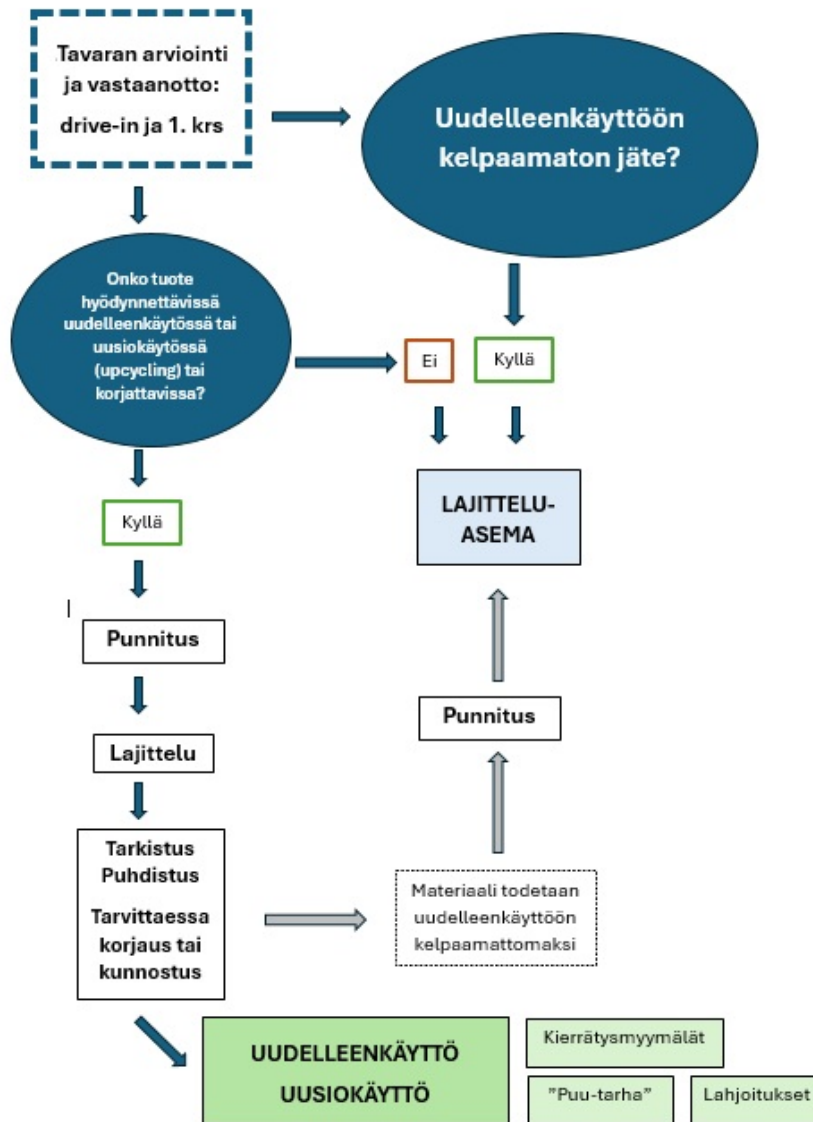 Tavaran arviointi
ja vastaanotto:
drive-in ja 1. krs
Uudelleenkäyttöön
kelpaamaton jäte?
Onko tuote
hyödynnettävissä
uudelleenkäytössä tai
uusiokäytössä
(upcycling) tai
korjattavissa?
Ei
Kyllä
LAJITTELU-
ASEMA
Kyllä
Punnitus
Punnitus
Lajittelu
Tarkistus
Puhdistus
Tarvittaessa
korjaus tai
kunnostus
Materiaali todetaan
uudelleenkäyttöön
kelpaamattomaksi
UUDELLEENKÄYTTÖ
UUSIOKÄYTTÖ
Kierrätysmyymälät
”Puu-tarha”
Lahjoitukset